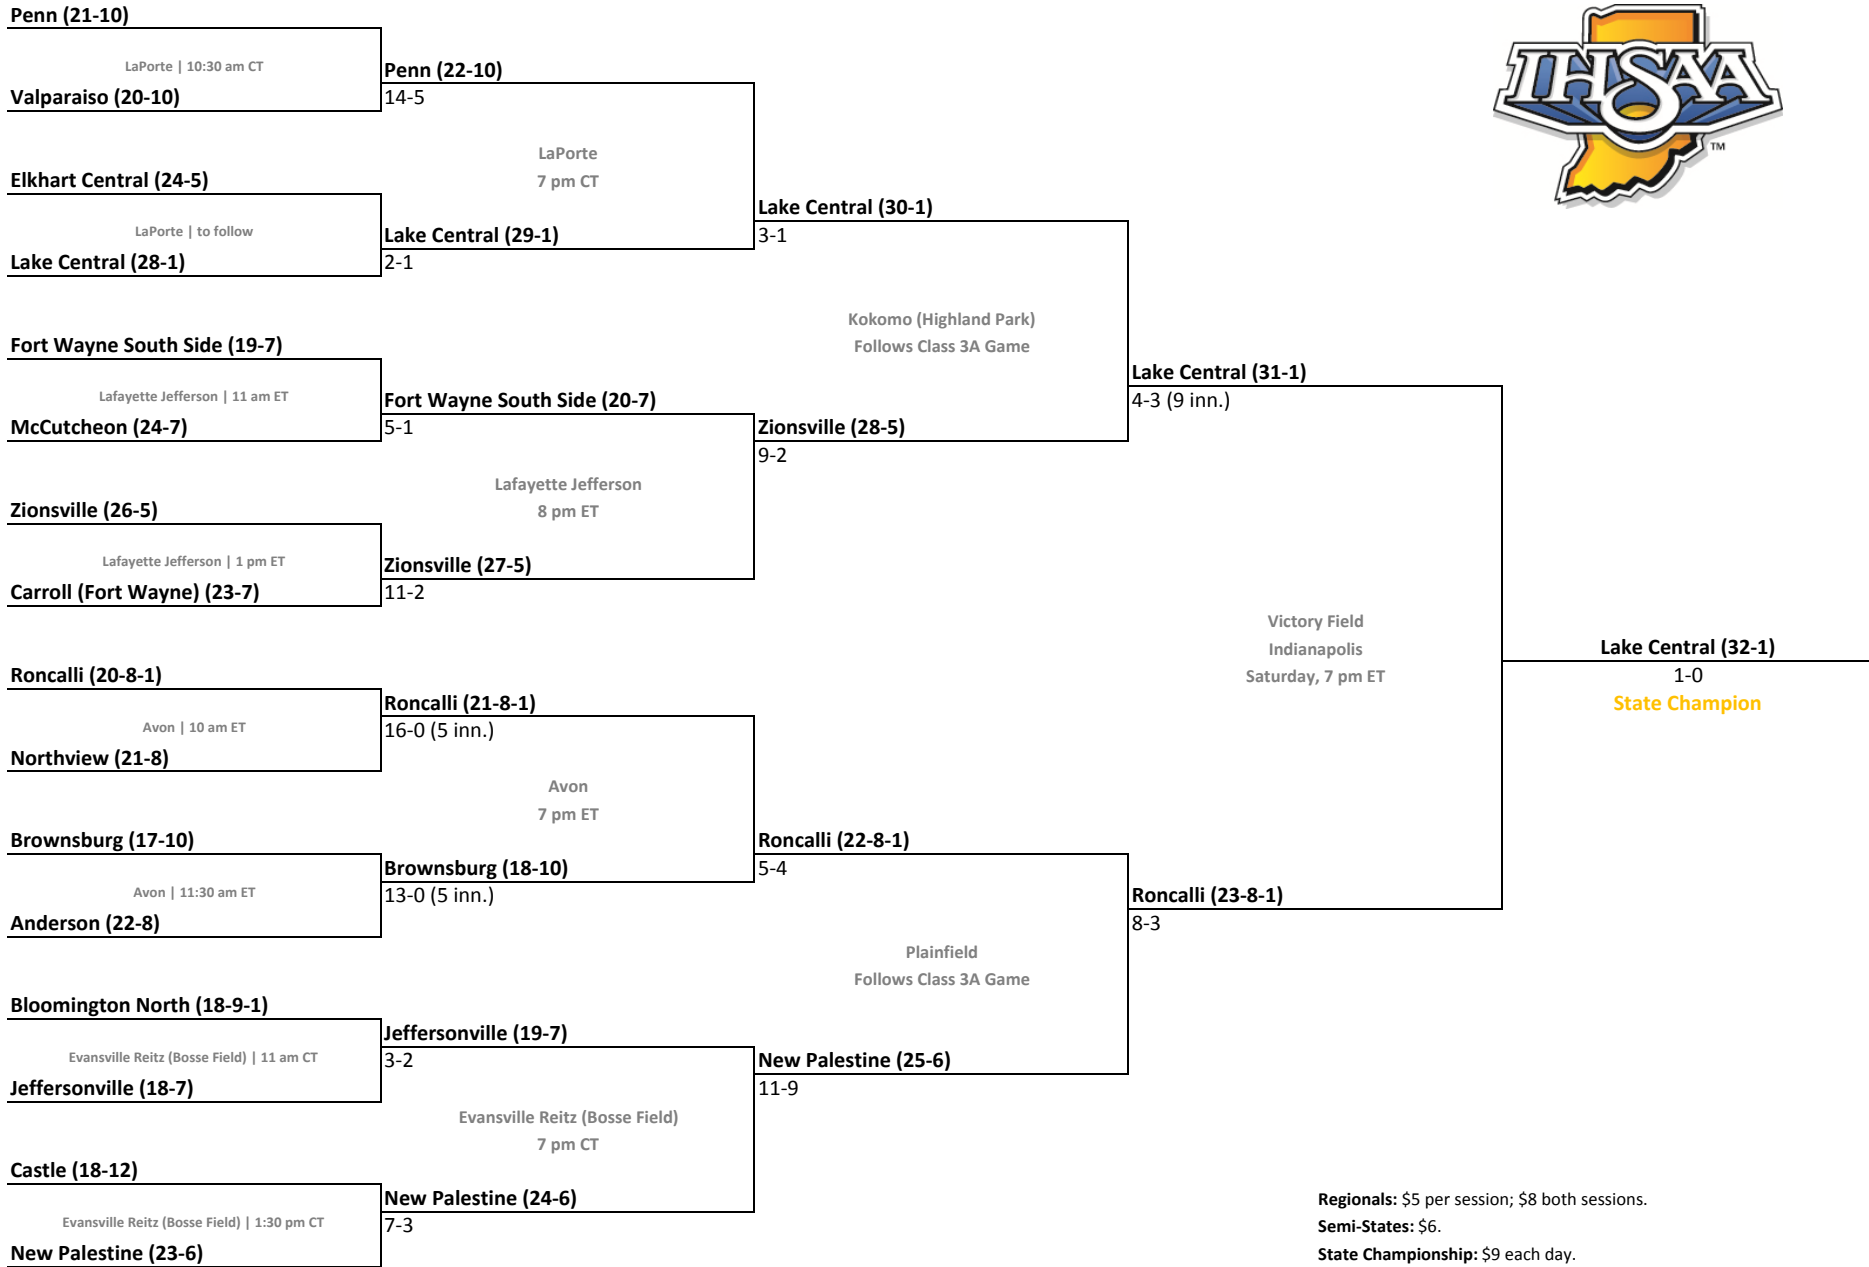 Penn (21-10)
LaPorte | 10:30 am CT
Penn (22-10)
Valparaiso (20-10)
14-5
LaPorte
7 pm CT
Elkhart Central (24-5)
Lake Central (30-1)
LaPorte | to follow
Lake Central (29-1)
3-1
Lake Central (28-1)
2-1
Kokomo (Highland Park)
Follows Class 3A Game
Fort Wayne South Side (19-7)
Lake Central (31-1)
Lafayette Jefferson | 11 am ET
Fort Wayne South Side (20-7)
4-3 (9 inn.)
McCutcheon (24-7)
5-1
Zionsville (28-5)
9-2
Lafayette Jefferson
8 pm ET
Zionsville (26-5)
Lafayette Jefferson | 1 pm ET
Zionsville (27-5)
Carroll (Fort Wayne) (23-7)
11-2
Victory Field
Indianapolis
Saturday, 7 pm ET
Lake Central (32-1)
1-0
State Champion
Roncalli (20-8-1)
Roncalli (21-8-1)
Avon | 10 am ET
16-0 (5 inn.)
Northview (21-8)
Avon
7 pm ET
Brownsburg (17-10)
Roncalli (22-8-1)
Brownsburg (18-10)
5-4
Avon | 11:30 am ET
13-0 (5 inn.)
Roncalli (23-8-1)
Anderson (22-8)
8-3
Plainfield
Follows Class 3A Game
Bloomington North (18-9-1)
Jeffersonville (19-7)
Evansville Reitz (Bosse Field) | 11 am CT
3-2
New Palestine (25-6)
Jeffersonville (18-7)
11-9
Evansville Reitz (Bosse Field)
7 pm CT
Castle (18-12)
New Palestine (24-6)
Evansville Reitz (Bosse Field) | 1:30 pm CT
7-3
New Palestine (23-6)
IHSAA
TM
Regionals: $5 per session; $8 both sessions.
Semi-States: $6.
State Championship: $9 each day.